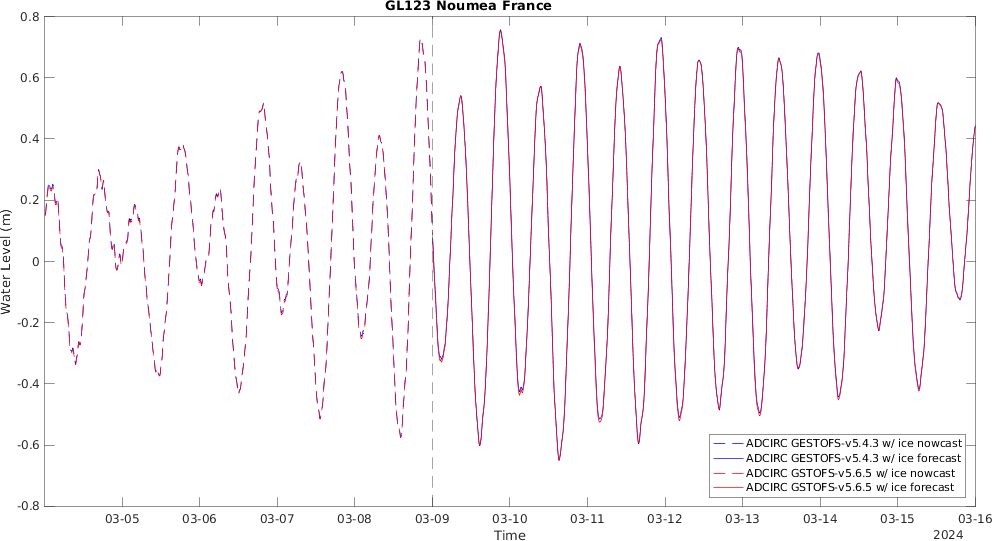 GL123 Noumea France
0.8
0.6
0.4
0.2
0
-0.2
-0.4
-0.6
-0.8
Water Level (m)
ADCIRC GESTOFS-v5.4.3 w/ ice nowcast
ADCIRC GESTOFS-v5.4.3 w/ ice forecast
ADCIRC GSTOFS-v5.6.5 w/ ice nowcast
ADCIRC GSTOFS-v5.6.5 w/ ice forecast
03-05 03-06 03-07 03-08 03-09 03-10 03-11 03-12 03-13 03-14 03-15 03-16
Time
2024